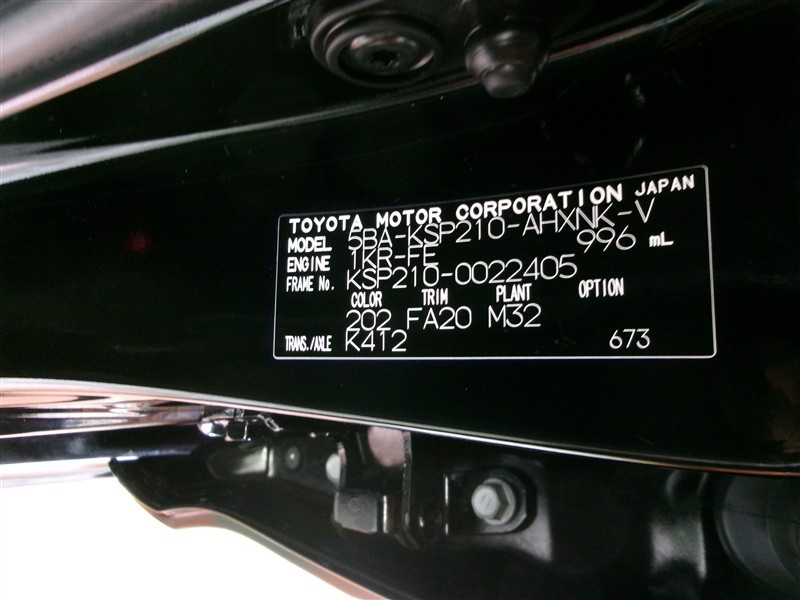 TOYOTA MOTOR CORPORATION JAPAN
MODEL 5BA-KSP210-AHXNK-V
ENGINE 1KR-FE 996 mL
FRAME No. KSP210-0022405
COLOR TRIM PLANT OPTION
202 FA20 M32
TRANS./AXLE K412 673